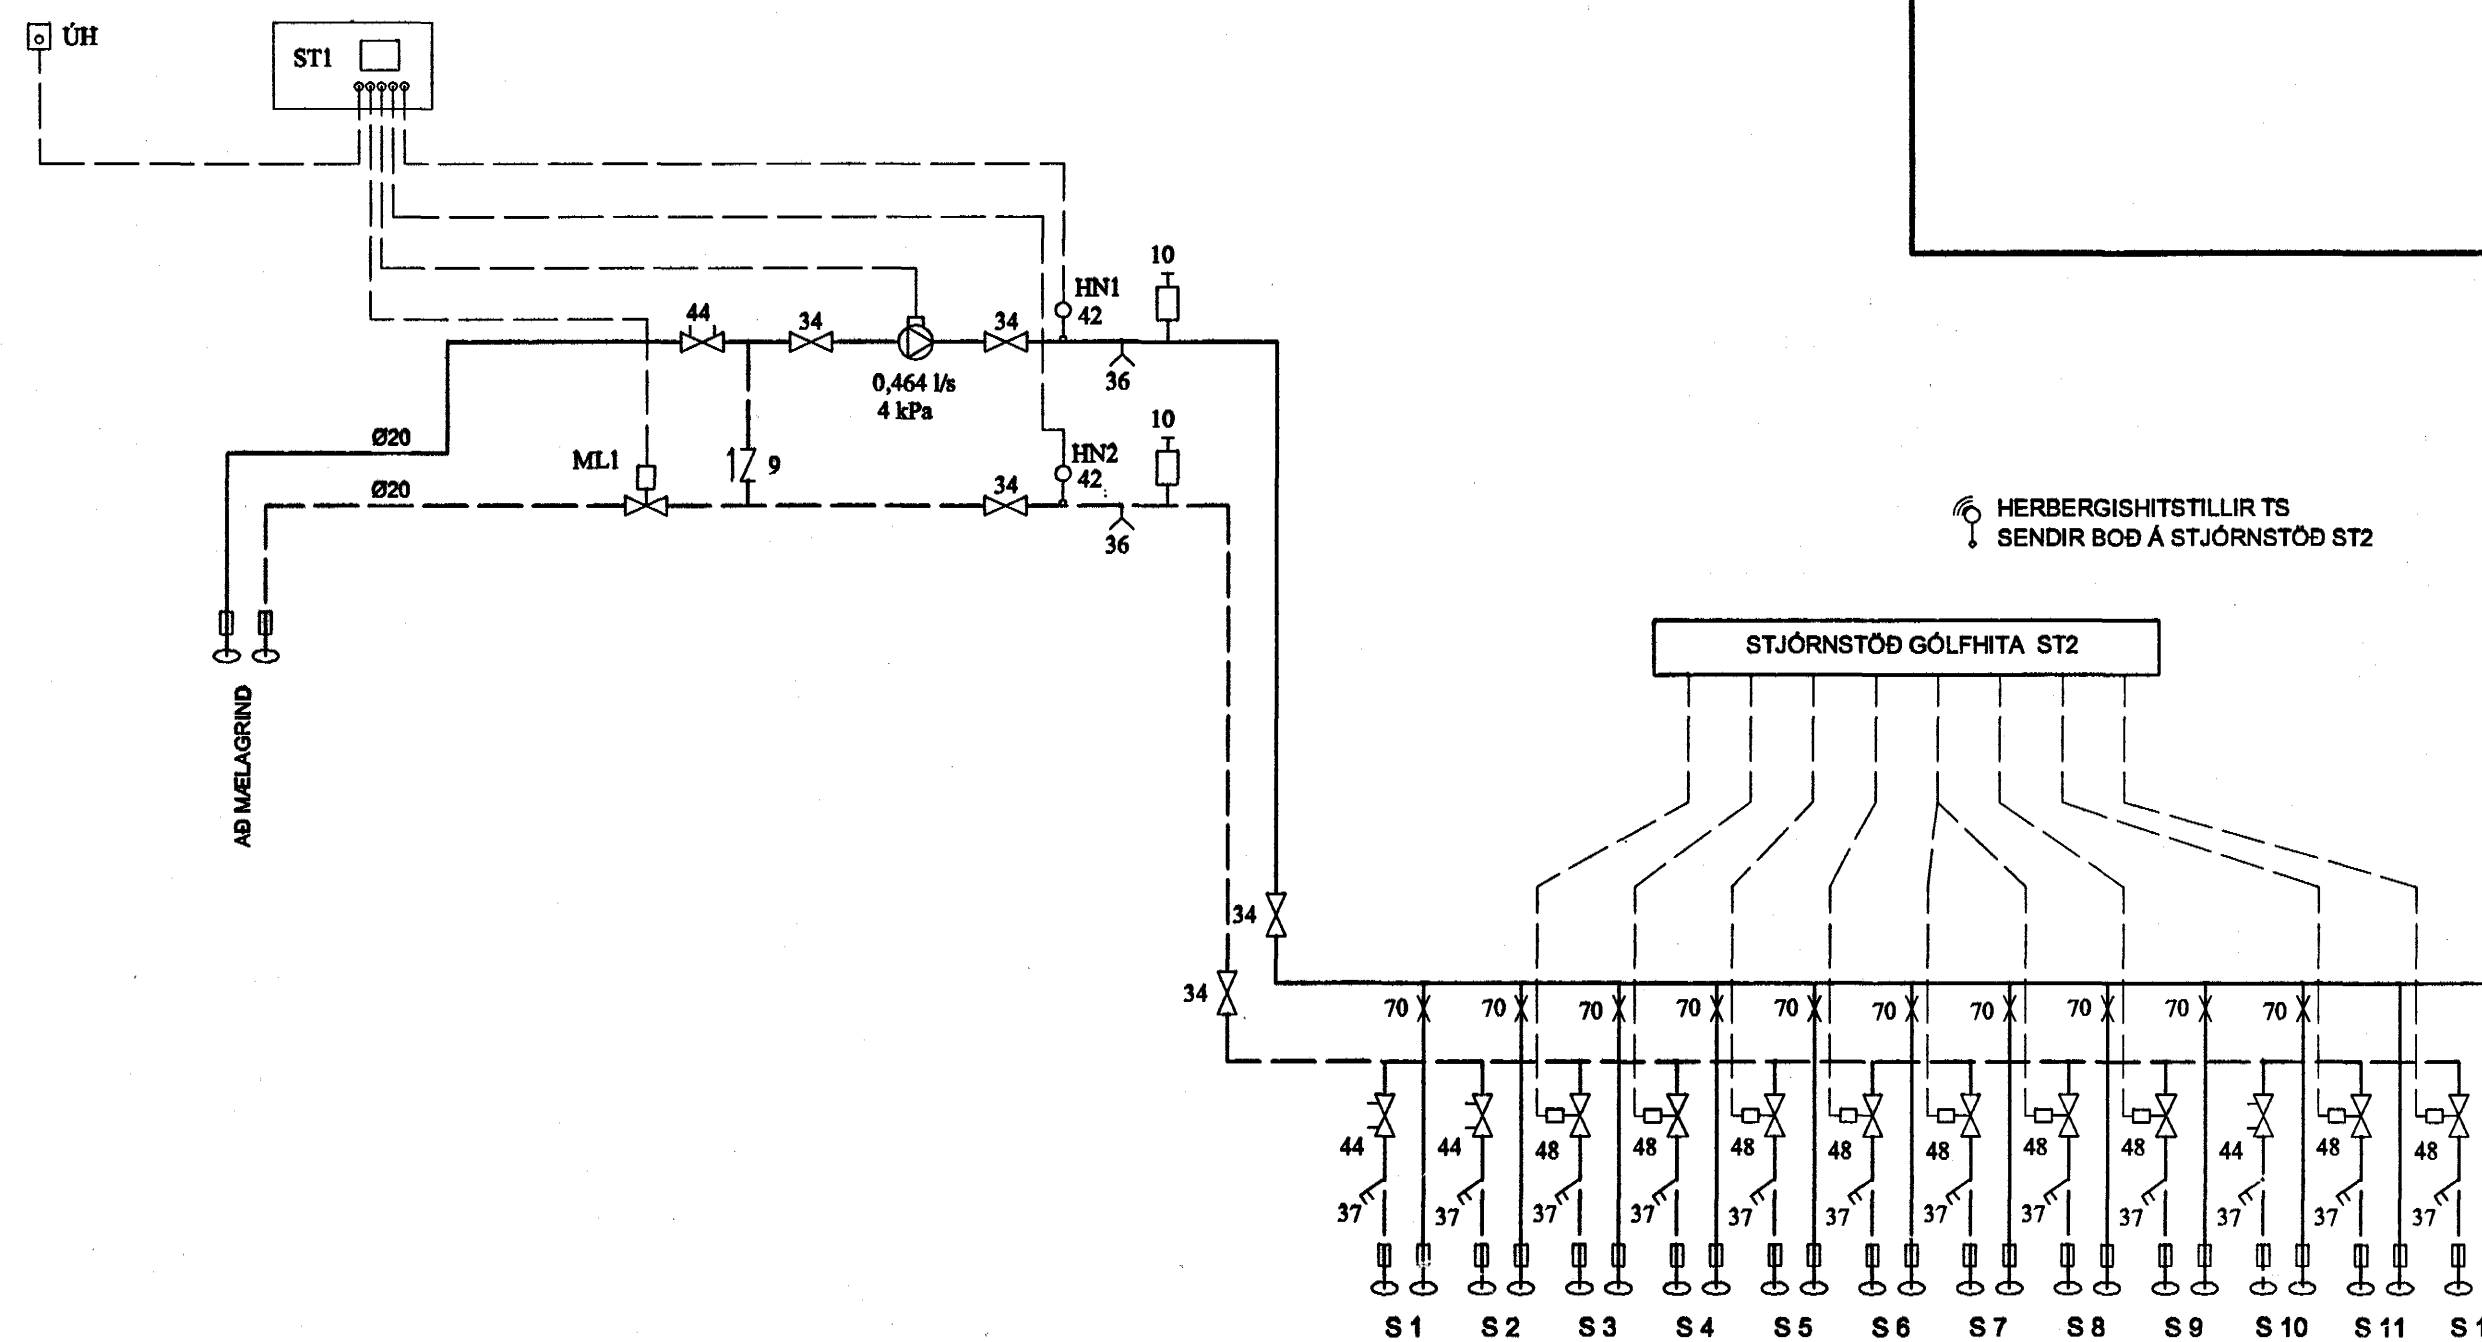 ÚH
ST1
10
HN1
42
44
34
34
36
0,464 l/s
4 kPa
10
Ø20
ML1
9
HN2
42
Ø20
34
36
HERBERGISHITSTILLIR TS
SENDIR BOÐ Á STJÓRNSTÖÐ ST2
STJÓRNSTÖÐ GÓLFHITA ST2
AÐ MÆLAGRIND
34
34
70 70 70 70 70 70 70 70 70 70
44 44 48 48 48 48 48 48 48 44 48 48
37 37 37 37 37 37 37 37 37 37 37 37
S 1 S 2 S 3 S 4 S 5 S 6 S 7 S 8 S 9 S 10 S 11 S 1